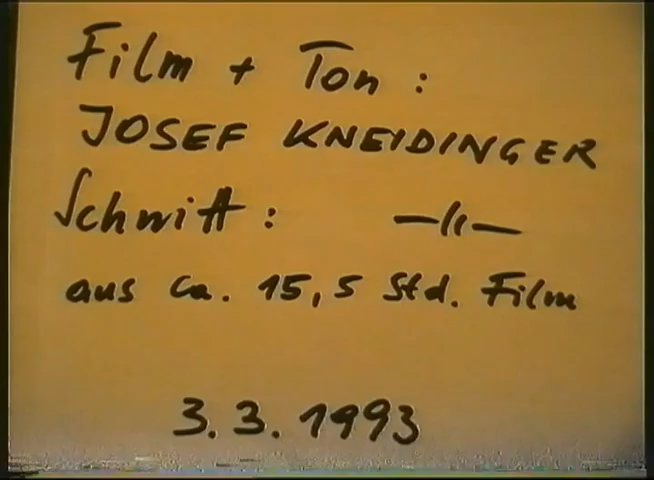 Film + Ton :
JOSEF KNEIDINGER
Schnitt : —〃—
aus ca. 15,5 Std. Film
3.3.1993